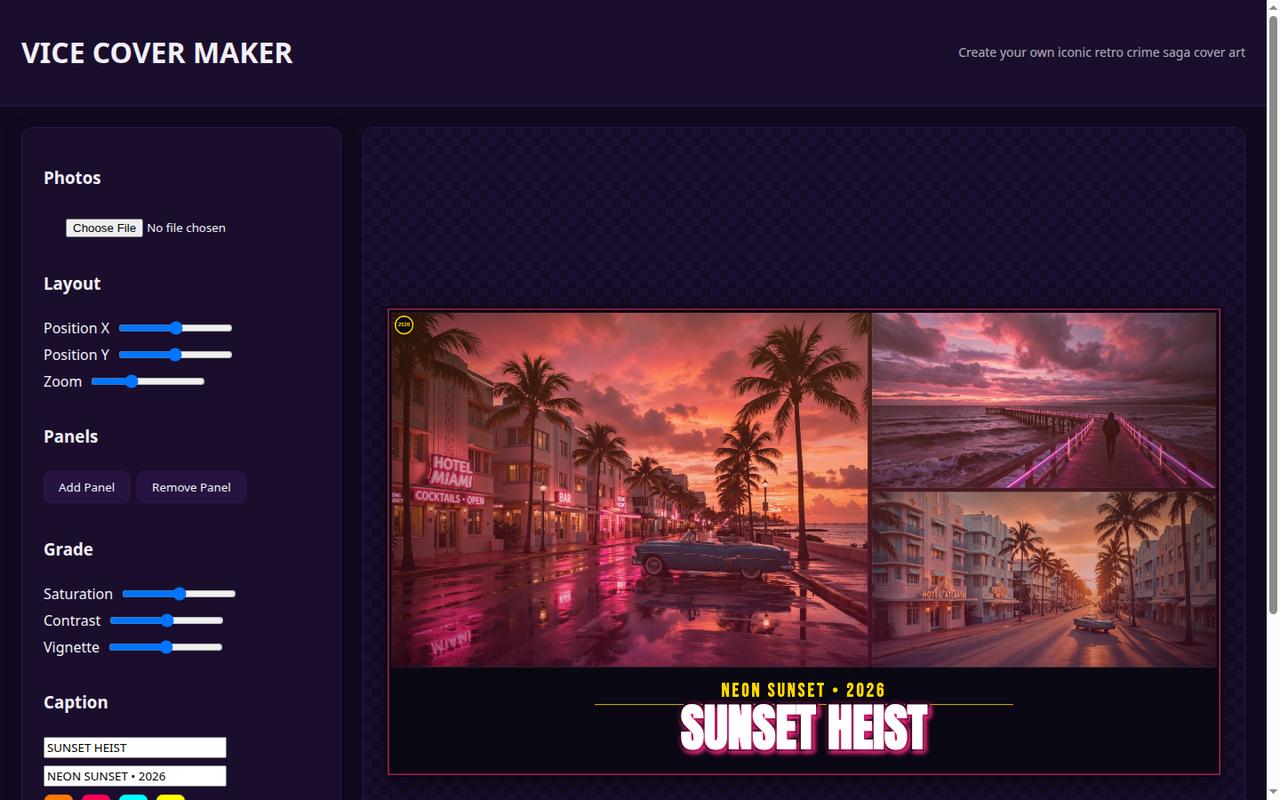 VICE COVER MAKER
Create your own iconic retro crime saga cover art
Photos
Choose File No file chosen
Layout
Position X
Position Y
Zoom
Panels
Add Panel Remove Panel
Grade
Saturation
Contrast
Vignette
Caption
SUNSET HEIST
NEON SUNSET • 2026
2026
HOTEL
MIAMI
COCKTAILS • OPEN
BAR
HOTEL ATLANTIC
NEON SUNSET • 2026
SUNSET HEIST